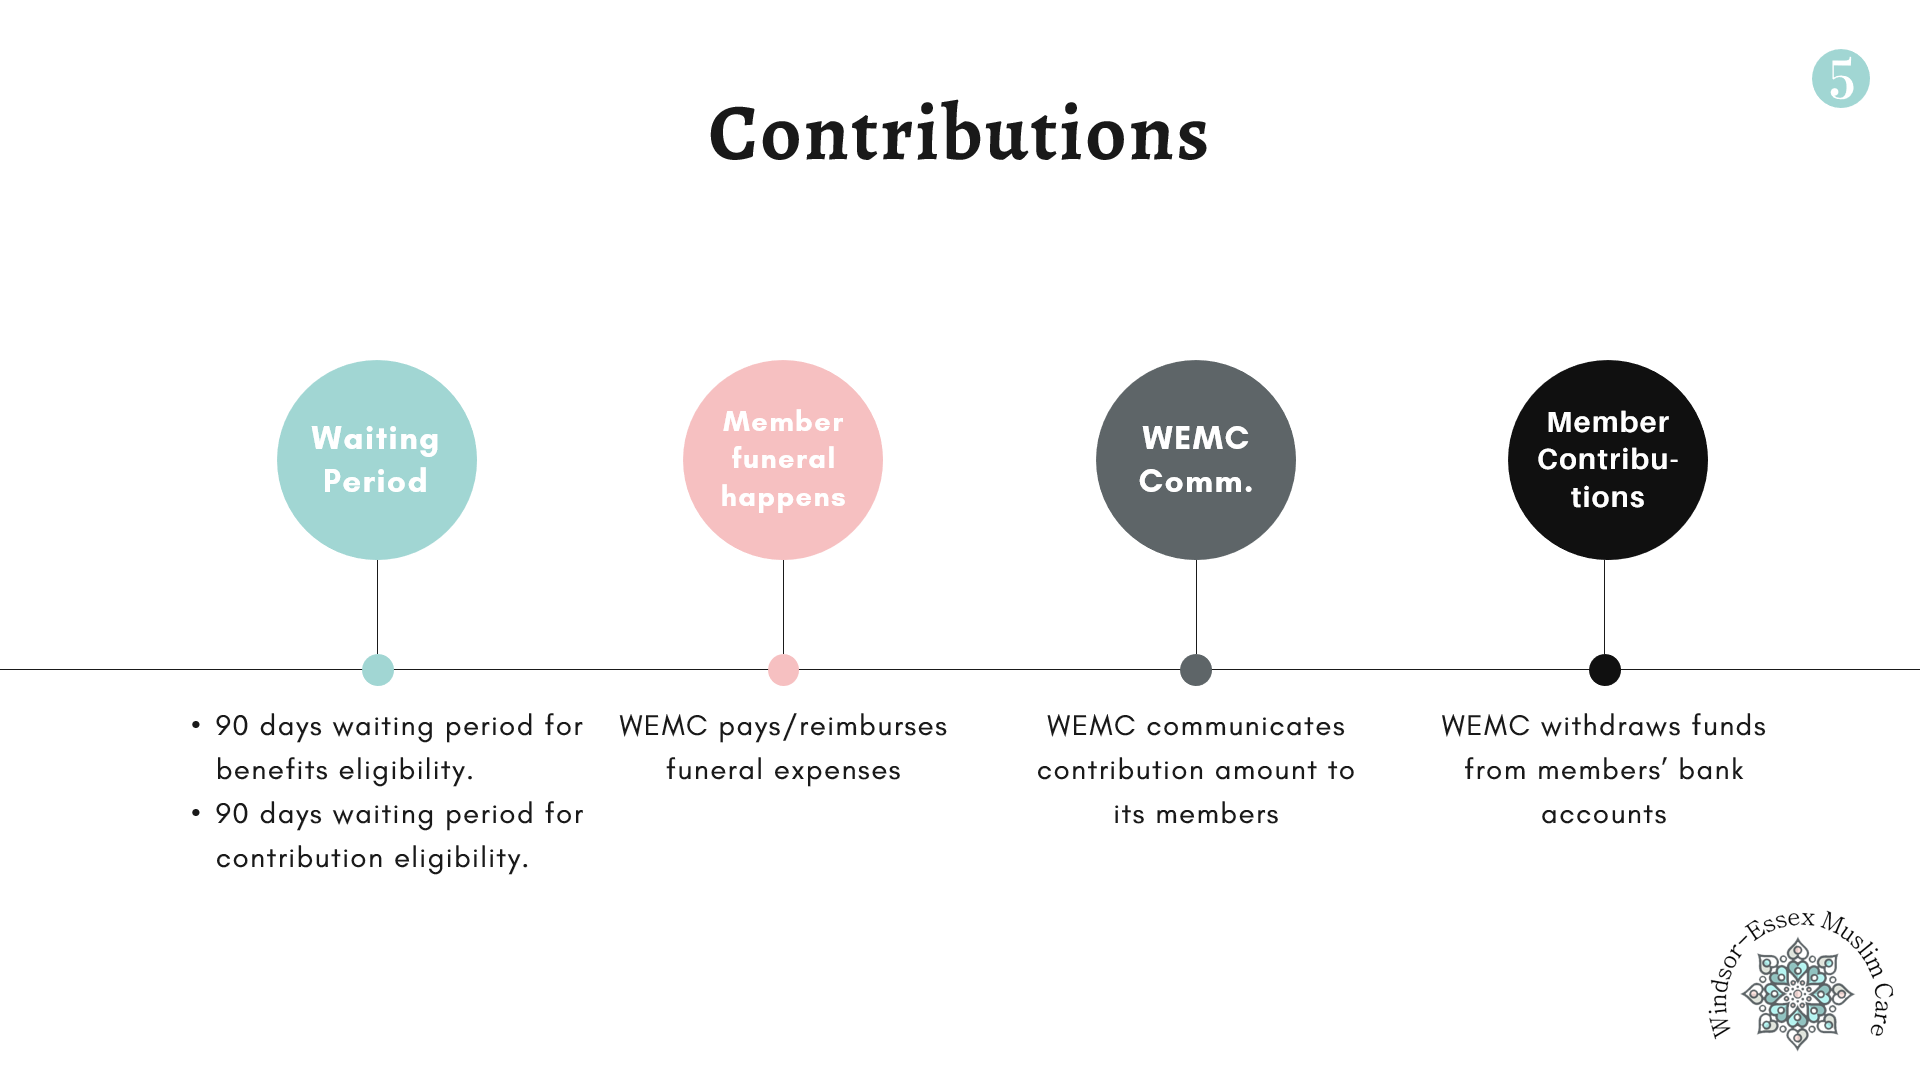 5
Contributions
Waiting
Period
Member
funeral
happens
WEMC
Comm.
Member
Contribu-
tions
• 90 days waiting period for
benefits eligibility.
• 90 days waiting period for
contribution eligibility.
WEMC pays/reimburses
funeral expenses
WEMC communicates
contribution amount to
its members
WEMC withdraws funds
from members’ bank
accounts
Windsor-Essex Muslim Care